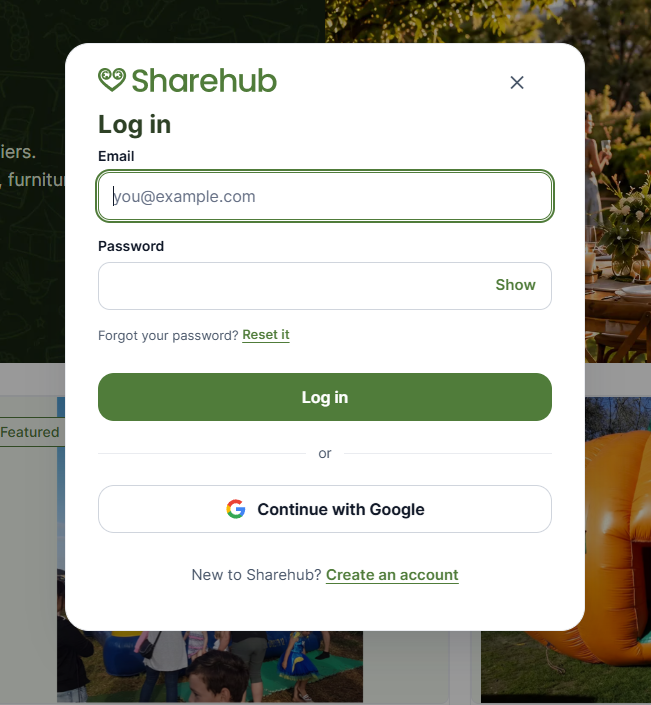 Sharehub
Log in
Email
iers.
, furnitu
you@example.com
Password
Show
Forgot your password? Reset it
Log in
Featured
or
Continue with Google
New to Sharehub? Create an account